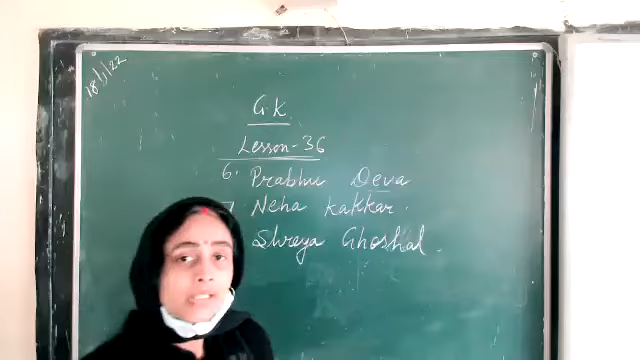 18/1/22
G.K
Lesson-36
6. Prabhu Deva
7 Neha Kakkar.
Shreya Ghoshal.